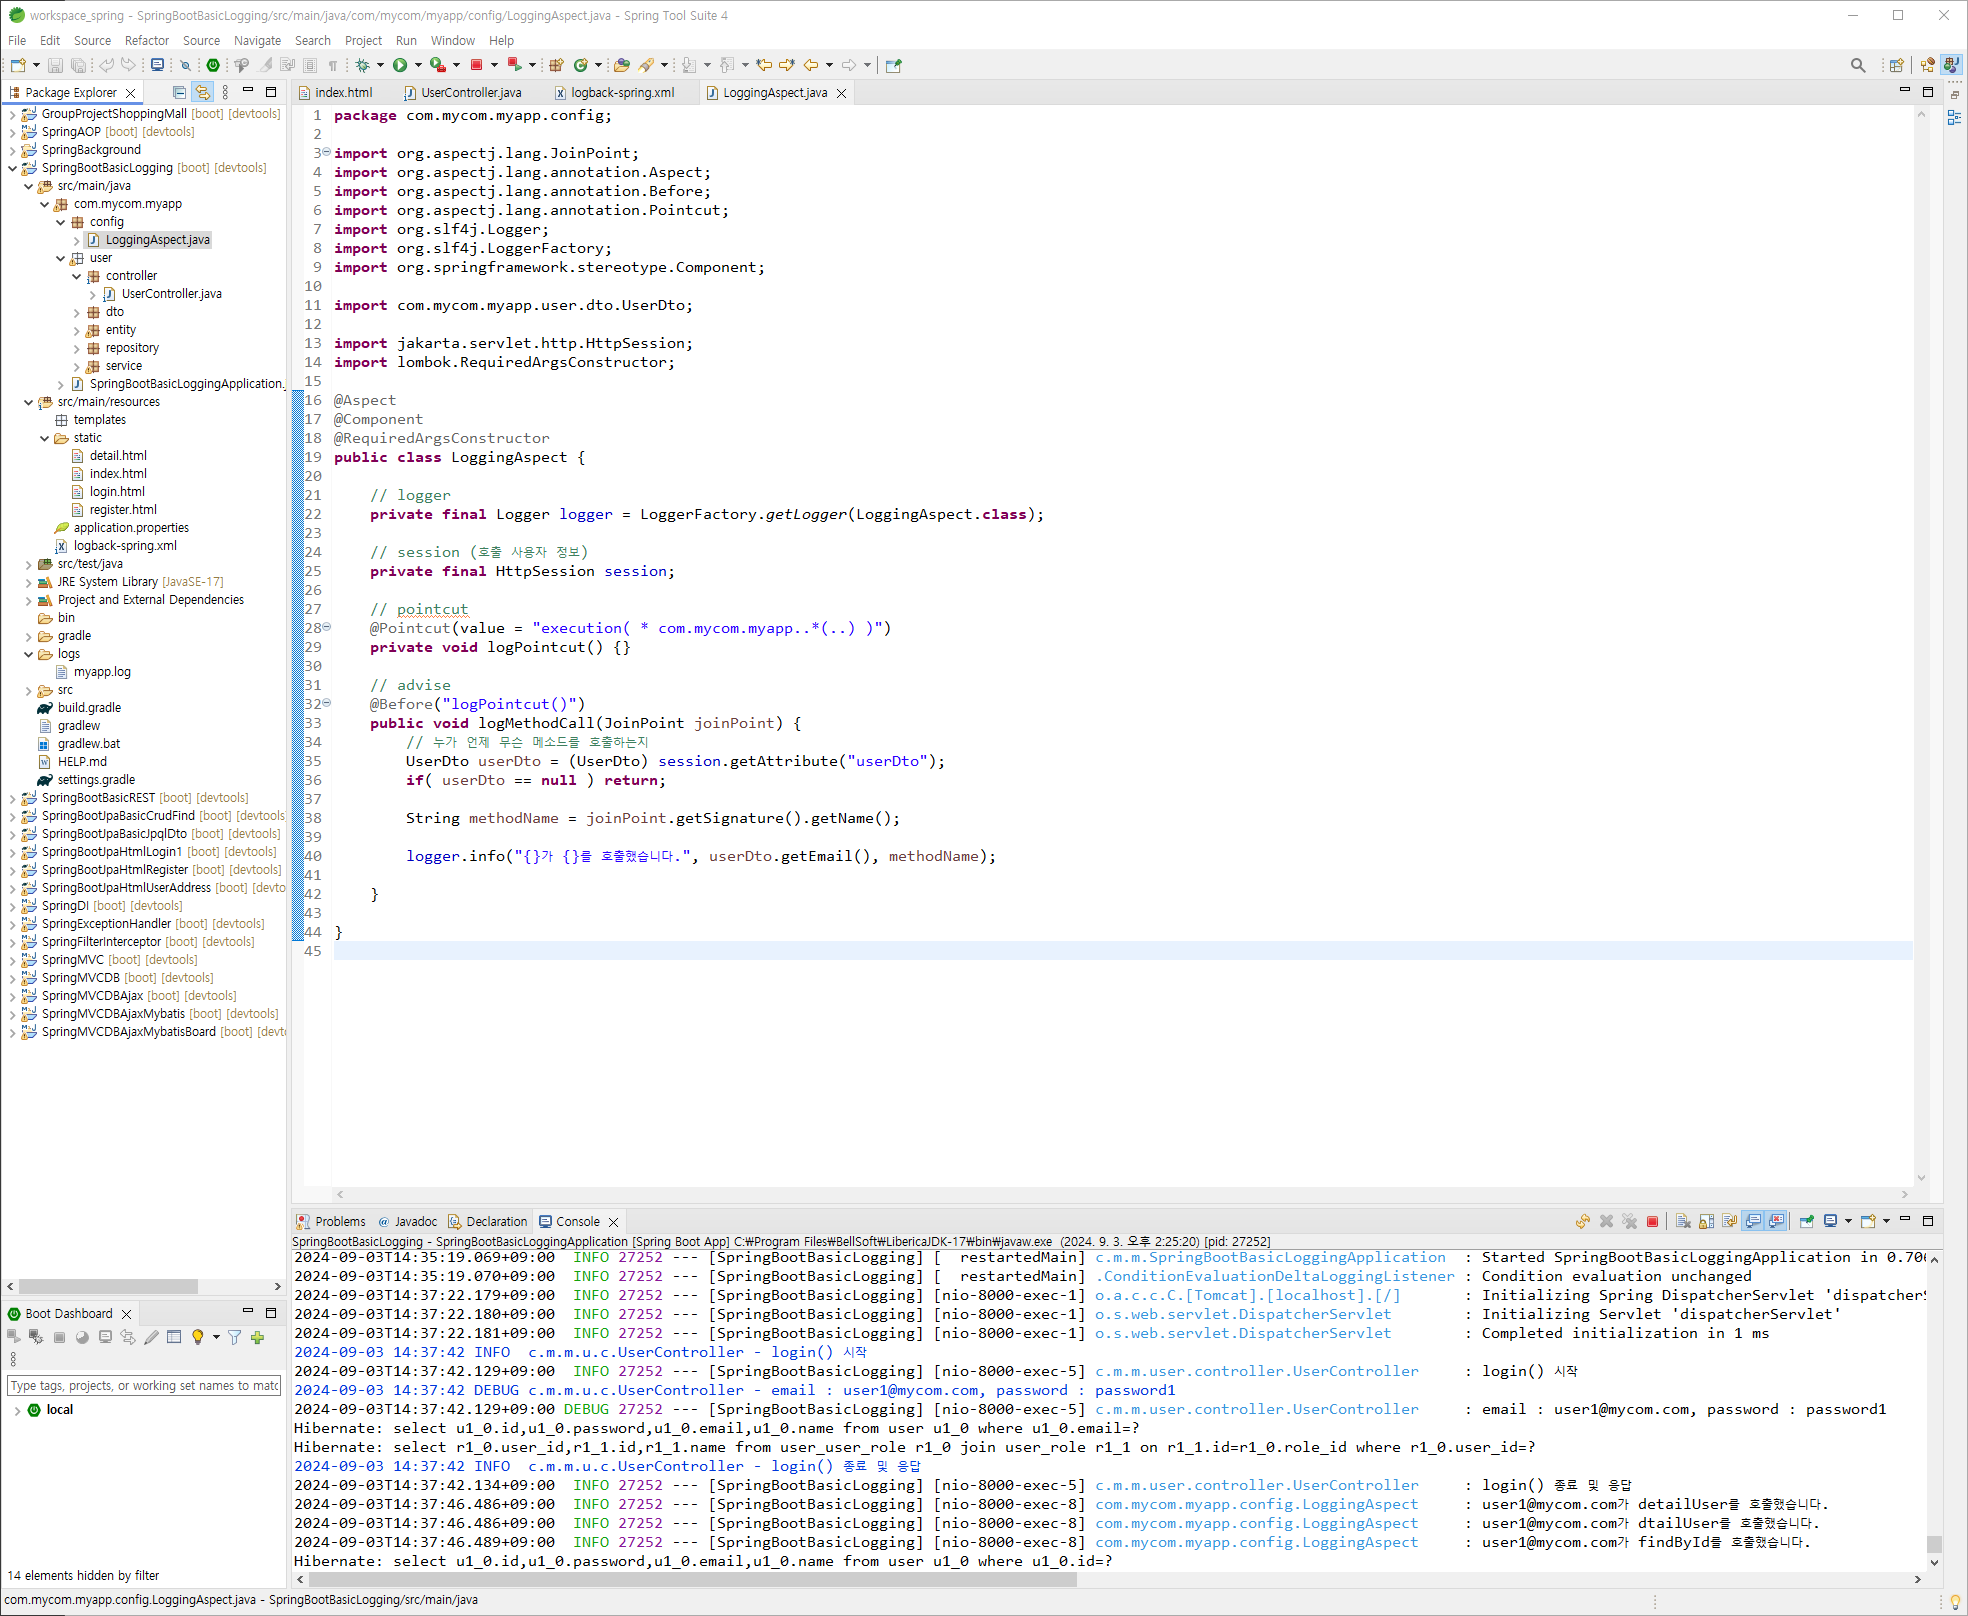 workspace_spring - SpringBootBasicLogging/src/main/java/com/mycom/myapp/config/LoggingAspect.java - Spring Tool Suite 4
File Edit Source Refactor Source Navigate Search Project Run Window Help
Package Explorer
GroupProjectShoppingMall [boot] [devtools]
SpringAOP [boot] [devtools]
SpringBackground
SpringBootBasicLogging [boot] [devtools]
src/main/java
com.mycom.myapp
config
LoggingAspect.java
user
controller
UserController.java
dto
entity
repository
service
SpringBootBasicLoggingApplication.
src/main/resources
templates
static
detail.html
index.html
login.html
register.html
application.properties
logback-spring.xml
src/test/java
JRE System Library [JavaSE-17]
Project and External Dependencies
bin
gradle
logs
myapp.log
src
build.gradle
gradlew
gradlew.bat
HELP.md
settings.gradle
SpringBootBasicREST [boot] [devtools]
SpringBootJpaBasicCrudFind [boot] [devtools
SpringBootJpaBasicJpqlDto [boot] [devtools]
SpringBootJpaHtmlLogin1 [boot] [devtools]
SpringBootJpaHtmlRegister [boot] [devtools]
SpringBootJpaHtmlUserAddress [boot] [devto
SpringDI [boot] [devtools]
SpringExceptionHandler [boot] [devtools]
SpringFilterInterceptor [boot] [devtools]
SpringMVC [boot] [devtools]
SpringMVCDB [boot] [devtools]
SpringMVCDBAjax [boot] [devtools]
SpringMVCDBAjaxMybatis [boot] [devtools]
SpringMVCDBAjaxMybatisBoard [boot] [devt
Boot Dashboard
Type tags, projects, or working set names to matc
local
14 elements hidden by filter
index.html UserController.java logback-spring.xml LoggingAspect.java
1 package com.mycom.myapp.config;
2
3 import org.aspectj.lang.JoinPoint;
4 import org.aspectj.lang.annotation.Aspect;
5 import org.aspectj.lang.annotation.Before;
6 import org.aspectj.lang.annotation.Pointcut;
7 import org.slf4j.Logger;
8 import org.slf4j.LoggerFactory;
9 import org.springframework.stereotype.Component;
10
11 import com.mycom.myapp.user.dto.UserDto;
12
13 import jakarta.servlet.http.HttpSession;
14 import lombok.RequiredArgsConstructor;
15
16 @Aspect
17 @Component
18 @RequiredArgsConstructor
19 public class LoggingAspect {
20
21 // logger
22 private final Logger logger = LoggerFactory.getLogger(LoggingAspect.class);
23
24 // session (호출 사용자 정보)
25 private final HttpSession session;
26
27 // pointcut
28 @Pointcut(value = "execution( * com.mycom.myapp..*(..) )")
29 private void logPointcut() {}
30
31 // advise
32 @Before("logPointcut()")
33 public void logMethodCall(JoinPoint joinPoint) {
34 // 누가 언제 무슨 메소드를 호출하는지
35 UserDto userDto = (UserDto) session.getAttribute("userDto");
36 if( userDto == null ) return;
37
38 String methodName = joinPoint.getSignature().getName();
39
40 logger.info("{}가 {}를 호출했습니다.", userDto.getEmail(), methodName);
41
42 }
43
44 }
45
Problems Javadoc Declaration Console
SpringBootBasicLogging - SpringBootBasicLoggingApplication [Spring Boot App] C:₩Program Files₩BellSoft₩LibericaJDK-17₩bin₩javaw.exe (2024. 9. 3. 오후 2:25:20) [pid: 27252]
2024-09-03T14:35:19.069+09:00 INFO 27252 --- [SpringBootBasicLogging] [ restartedMain] c.m.m.SpringBootBasicLoggingApplication : Started SpringBootBasicLoggingApplication in 0.706
2024-09-03T14:35:19.070+09:00 INFO 27252 --- [SpringBootBasicLogging] [ restartedMain] .ConditionEvaluationDeltaLoggingListener : Condition evaluation unchanged
2024-09-03T14:37:22.179+09:00 INFO 27252 --- [SpringBootBasicLogging] [nio-8000-exec-1] o.a.c.c.C.[Tomcat].[localhost].[/] : Initializing Spring DispatcherServlet 'dispatcherS
2024-09-03T14:37:22.180+09:00 INFO 27252 --- [SpringBootBasicLogging] [nio-8000-exec-1] o.s.web.servlet.DispatcherServlet : Initializing Servlet 'dispatcherServlet'
2024-09-03T14:37:22.181+09:00 INFO 27252 --- [SpringBootBasicLogging] [nio-8000-exec-1] o.s.web.servlet.DispatcherServlet : Completed initialization in 1 ms
2024-09-03 14:37:42 INFO c.m.m.u.c.UserController - login() 시작
2024-09-03T14:37:42.129+09:00 INFO 27252 --- [SpringBootBasicLogging] [nio-8000-exec-5] c.m.m.user.controller.UserController : login() 시작
2024-09-03 14:37:42 DEBUG c.m.m.u.c.UserController - email : user1@mycom.com, password : password1
2024-09-03T14:37:42.129+09:00 DEBUG 27252 --- [SpringBootBasicLogging] [nio-8000-exec-5] c.m.m.user.controller.UserController : email : user1@mycom.com, password : password1
Hibernate: select u1_0.id,u1_0.password,u1_0.email,u1_0.name from user u1_0 where u1_0.email=?
Hibernate: select r1_0.user_id,r1_1.id,r1_1.name from user_user_role r1_0 join user_role r1_1 on r1_1.id=r1_0.role_id where r1_0.user_id=?
2024-09-03 14:37:42 INFO c.m.m.u.c.UserController - login() 종료 및 응답
2024-09-03T14:37:42.134+09:00 INFO 27252 --- [SpringBootBasicLogging] [nio-8000-exec-5] c.m.m.user.controller.UserController : login() 종료 및 응답
2024-09-03T14:37:46.486+09:00 INFO 27252 --- [SpringBootBasicLogging] [nio-8000-exec-8] com.mycom.myapp.config.LoggingAspect : user1@mycom.com가 detailUser를 호출했습니다.
2024-09-03T14:37:46.486+09:00 INFO 27252 --- [SpringBootBasicLogging] [nio-8000-exec-8] com.mycom.myapp.config.LoggingAspect : user1@mycom.com가 dtailUser를 호출했습니다.
2024-09-03T14:37:46.489+09:00 INFO 27252 --- [SpringBootBasicLogging] [nio-8000-exec-8] com.mycom.myapp.config.LoggingAspect : user1@mycom.com가 findById를 호출했습니다.
Hibernate: select u1_0.id,u1_0.password,u1_0.email,u1_0.name from user u1_0 where u1_0.id=?
com.mycom.myapp.config.LoggingAspect.java - SpringBootBasicLogging/src/main/java